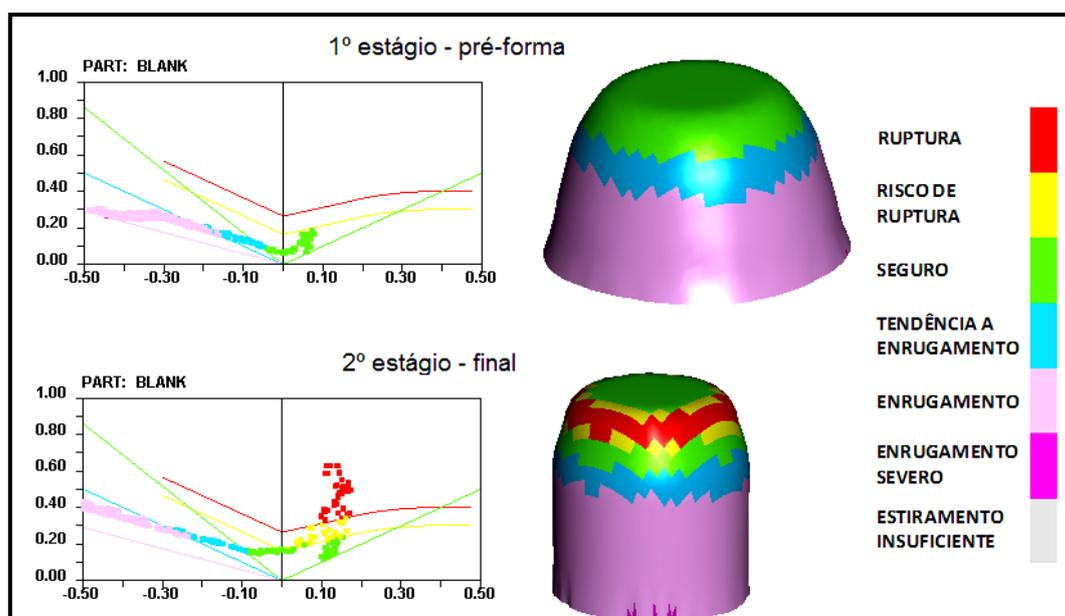 1º estágio - pré-forma
PART: BLANK
1.00
0.80
0.60
0.40
0.20
0.00
-0.50
-0.30
-0.10
0.10
0.30
0.50
2º estágio - final
PART: BLANK
1.00
0.80
0.60
0.40
0.20
0.00
-0.50
-0.30
-0.10
0.10
0.30
0.50
RUPTURA
RISCO DE
RUPTURA
SEGURO
TENDÊNCIA A
ENRUGAMENTO
ENRUGAMENTO
ENRUGAMENTO
SEVERO
ESTIRAMENTO
INSUFICIENTE